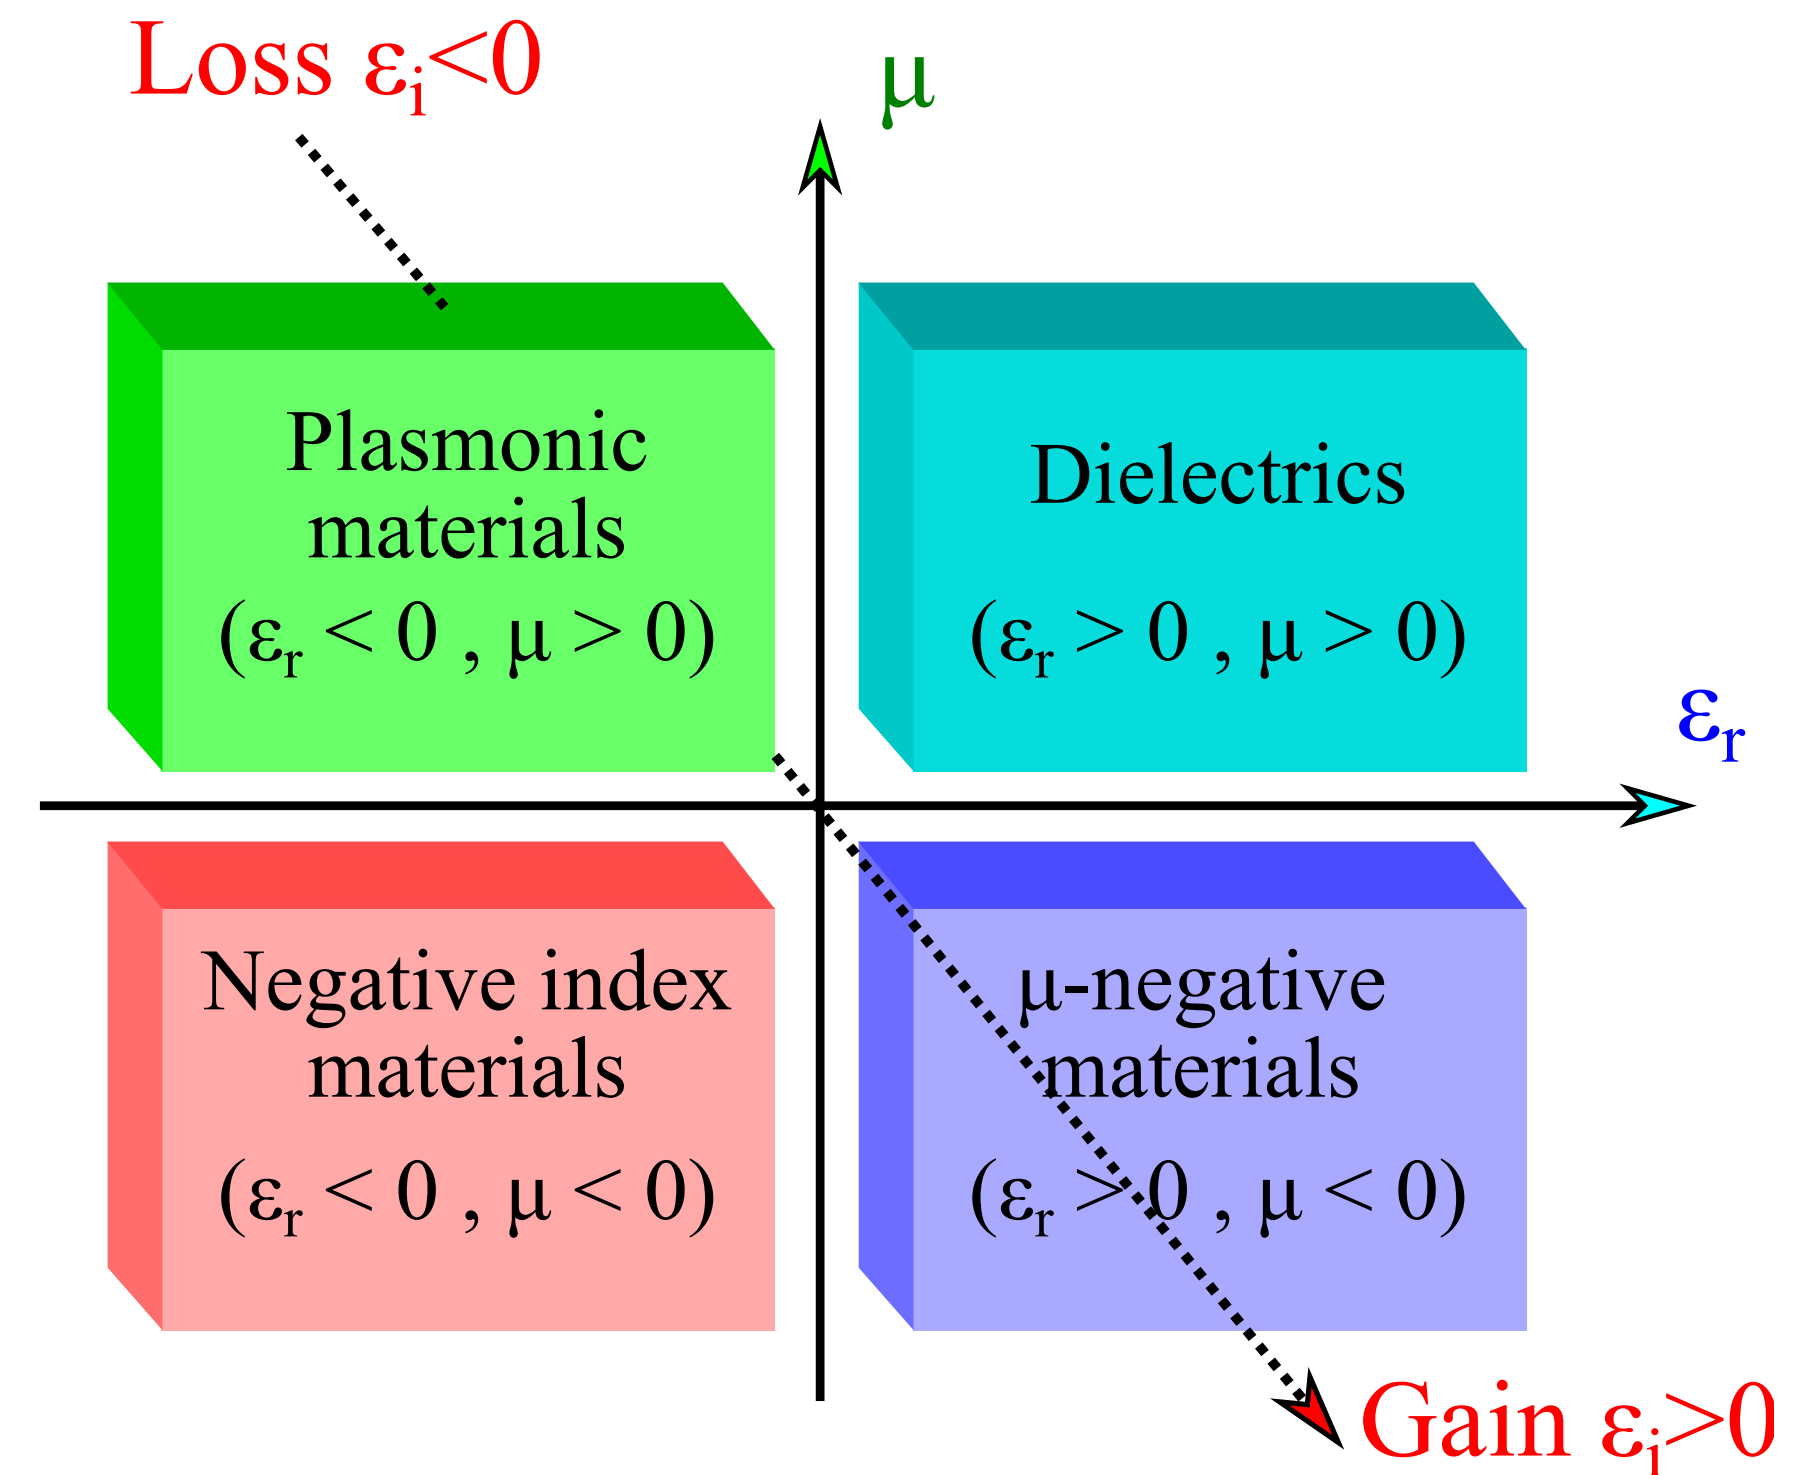 Loss εi<0
μ
Plasmonic
materials
(εr < 0 , μ > 0)
Dielectrics
(εr > 0 , μ > 0)
εr
Negative index
materials
(εr < 0 , μ < 0)
μ-negative
materials
(εr > 0 , μ < 0)
Gain εi>0